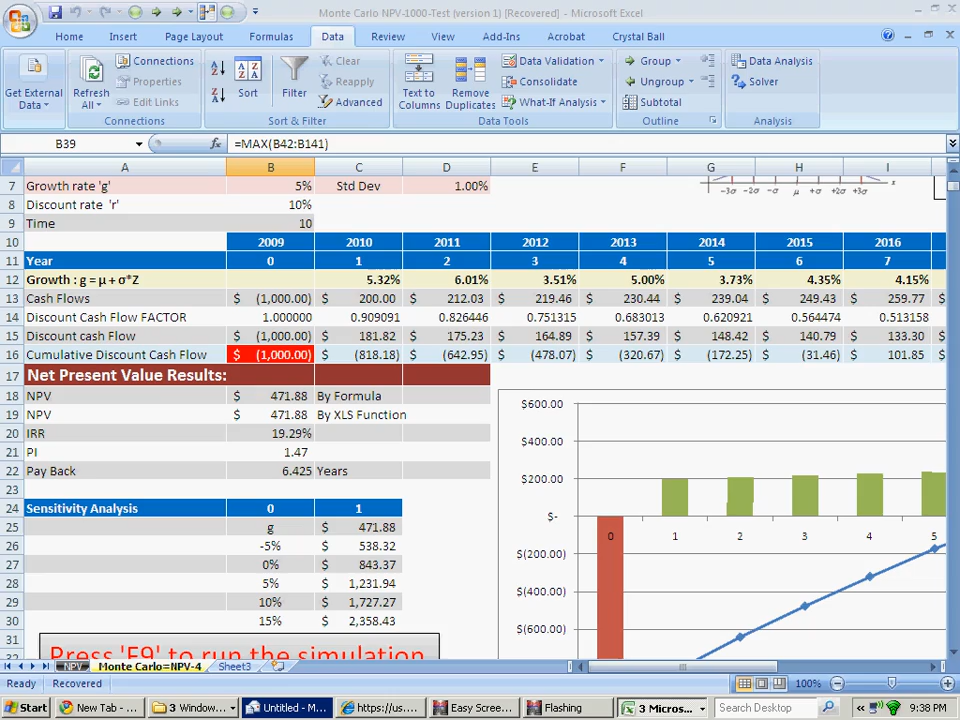 Monte Carlo NPV-1000-Test (version 1) [Recovered] - Microsoft Excel
Home Insert Page Layout Formulas Data Review View Add-Ins Acrobat Crystal Ball
Get External Data
Refresh All
Connections
Properties
Edit Links
Connections
Sort
Filter
Clear
Reapply
Advanced
Sort & Filter
Text to Columns
Remove Duplicates
Data Validation
Consolidate
What-If Analysis
Data Tools
Group
Ungroup
Subtotal
Outline
Data Analysis
Solver
Analysis
B39 fx =MAX(B42:B141)
A B C D E F G H I
7 Growth rate 'g' 5% Std Dev 1.00%
-3σ -2σ -σ μ +σ +2σ +3σ x
8 Discount rate 'r' 10%
9 Time 10
10 2009 2010 2011 2012 2013 2014 2015 2016
11 Year 0 1 2 3 4 5 6 7
12 Growth : g = μ + σ*Z 5.32% 6.01% 3.51% 5.00% 3.73% 4.35% 4.15%
13 Cash Flows $ (1,000.00) $ 200.00 $ 212.03 $ 219.46 $ 230.44 $ 239.04 $ 249.43 $ 259.77 $
14 Discount Cash Flow FACTOR 1.000000 0.909091 0.826446 0.751315 0.683013 0.620921 0.564474 0.513158
15 Discount cash Flow $ (1,000.00) $ 181.82 $ 175.23 $ 164.89 $ 157.39 $ 148.42 $ 140.79 $ 133.30 $
16 Cumulative Discount Cash Flow $ (1,000.00) $ (818.18) $ (642.95) $ (478.07) $ (320.67) $ (172.25) $ (31.46) $ 101.85 $
17 Net Present Value Results:
18 NPV $ 471.88 By Formula
19 NPV $ 471.88 By XLS Function
20 IRR 19.29%
21 PI 1.47
22 Pay Back 6.425 Years
23
24 Sensitivity Analysis 0 1
25 g $ 471.88
26 -5% $ 538.32
27 0% $ 843.37
28 5% $ 1,231.94
29 10% $ 1,727.27
30 15% $ 2,358.43
31
Press 'F9' to run the simulation
$600.00
$400.00
$200.00
$-
0 1 2 3 4 5
$(200.00)
$(400.00)
$(600.00)
NPV Monte Carlo=NPV-4 Sheet3
Ready Recovered 100%
Start New Tab - ... 3 Window... Untitled - M... https://us.... Easy Scree... Flashing 3 Micros... Search Desktop « 9:38 PM